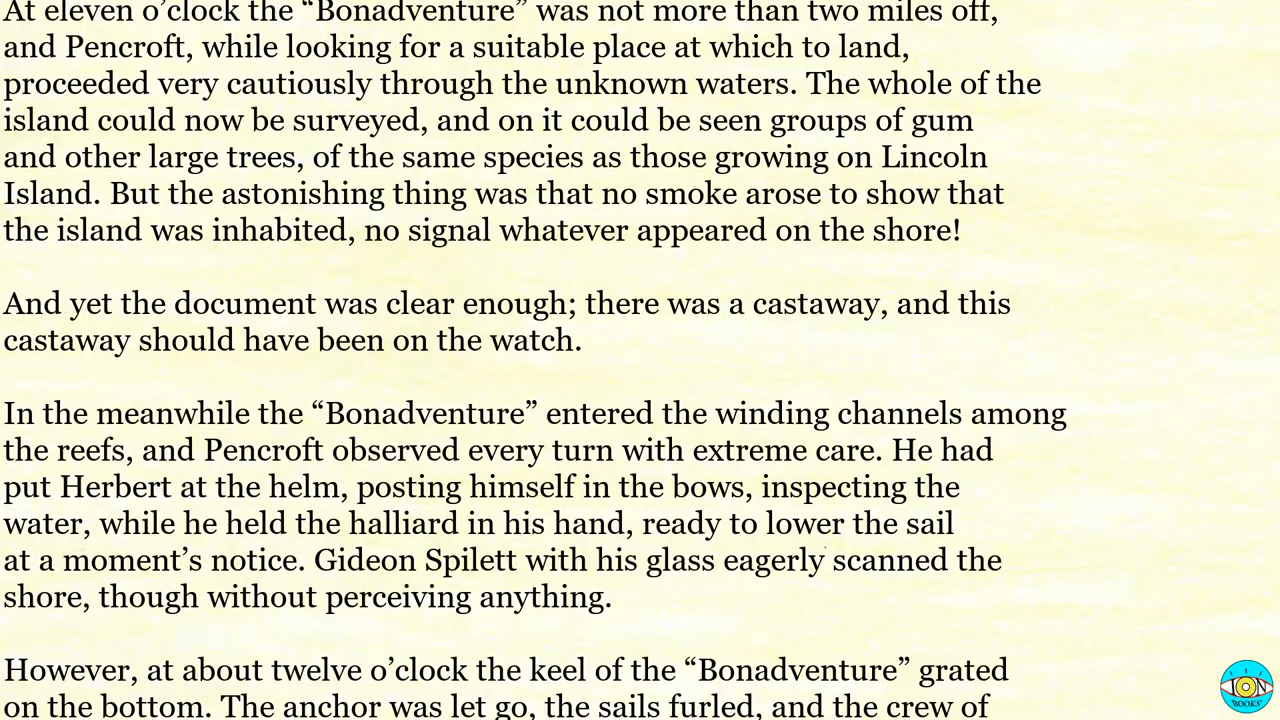 At eleven o’clock the “Bonadventure” was not more than two miles off,
and Pencroft, while looking for a suitable place at which to land,
proceeded very cautiously through the unknown waters. The whole of the
island could now be surveyed, and on it could be seen groups of gum
and other large trees, of the same species as those growing on Lincoln
Island. But the astonishing thing was that no smoke arose to show that
the island was inhabited, no signal whatever appeared on the shore!
And yet the document was clear enough; there was a castaway, and this
castaway should have been on the watch.
In the meanwhile the “Bonadventure” entered the winding channels among
the reefs, and Pencroft observed every turn with extreme care. He had
put Herbert at the helm, posting himself in the bows, inspecting the
water, while he held the halliard in his hand, ready to lower the sail
at a moment’s notice. Gideon Spilett with his glass eagerly scanned the
shore, though without perceiving anything.
However, at about twelve o’clock the keel of the “Bonadventure” grated
on the bottom. The anchor was let go, the sails furled, and the crew of
ION
BOOKS